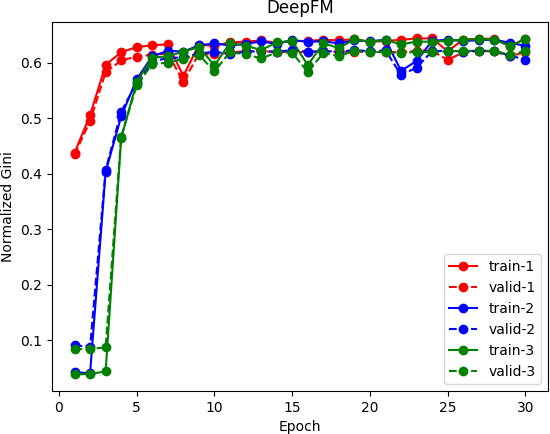 DeepFM
Normalized Gini
0.6
0.5
0.4
0.3
0.2
0.1
0
5
10
15
20
25
30
Epoch
train-1
valid-1
train-2
valid-2
train-3
valid-3